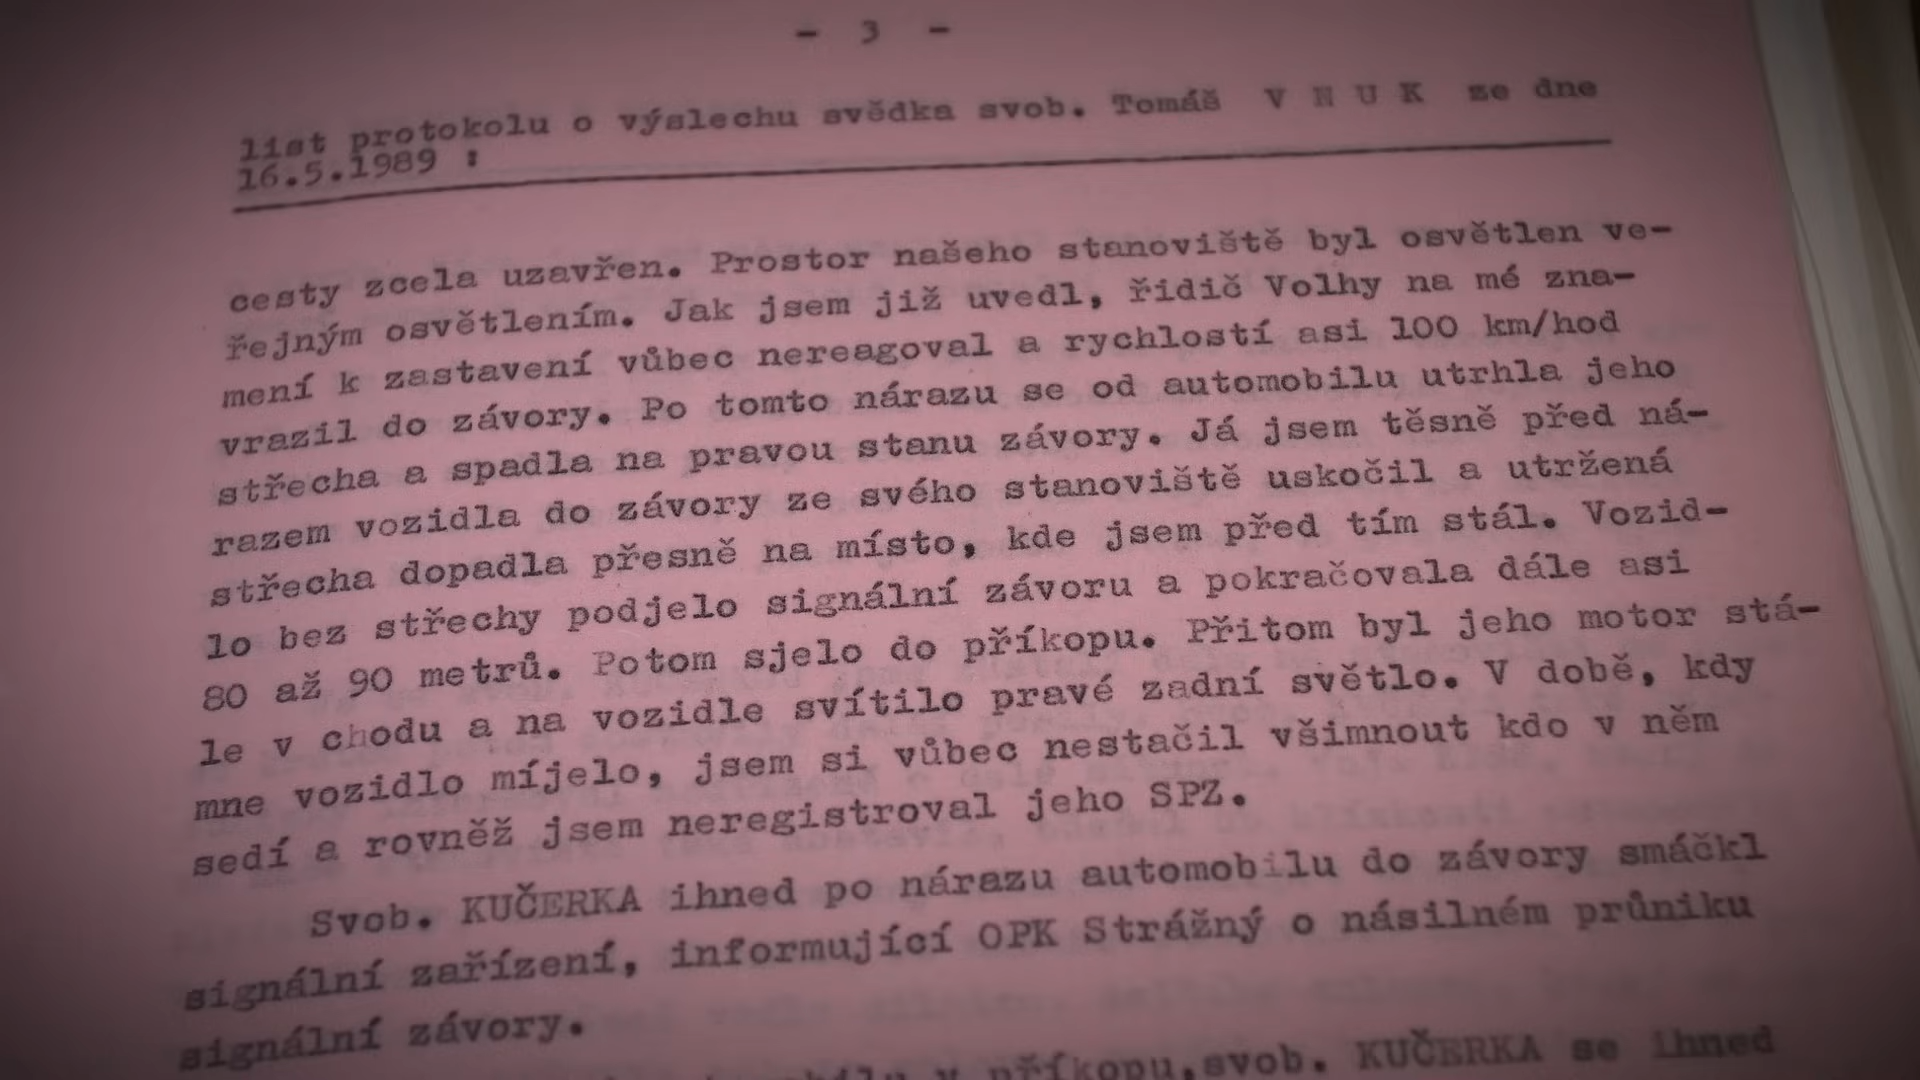 - 3 -
list protokolu o výslechu svědka svob. Tomáš V N U K ze dne
16.5.1989 :
cesty zcela uzavřen. Prostor našeho stanoviště byl osvětlen ve-
řejným osvětlením. Jak jsem již uvedl, řidič Volhy na mé zna-
mení k zastavení vůbec nereagoval a rychlostí asi 100 km/hod
vrazil do závory. Po tomto nárazu se od automobilu utrhla jeho
střecha a spadla na pravou stanu závory. Já jsem těsně před ná-
razem vozidla do závory ze svého stanoviště uskočil a utržená
střecha dopadla přesně na místo, kde jsem před tím stál. Vozid-
lo bez střechy podjelo signální závoru a pokračovala dále asi
80 až 90 metrů. Potom sjelo do příkopu. Přitom byl jeho motor stá-
le v chodu a na vozidle svítilo pravé zadní světlo. V době, kdy
mne vozidlo míjelo, jsem si vůbec nestačil všimnout kdo v něm
sedí a rovněž jsem neregistroval jeho SPZ.
Svob. KUČERKA ihned po nárazu automobilu do závory smáčkl
signální zařízení, informující OPK Strážný o násilném průniku
signální závory.
v příkopu,svob. KUČERKA se ihned